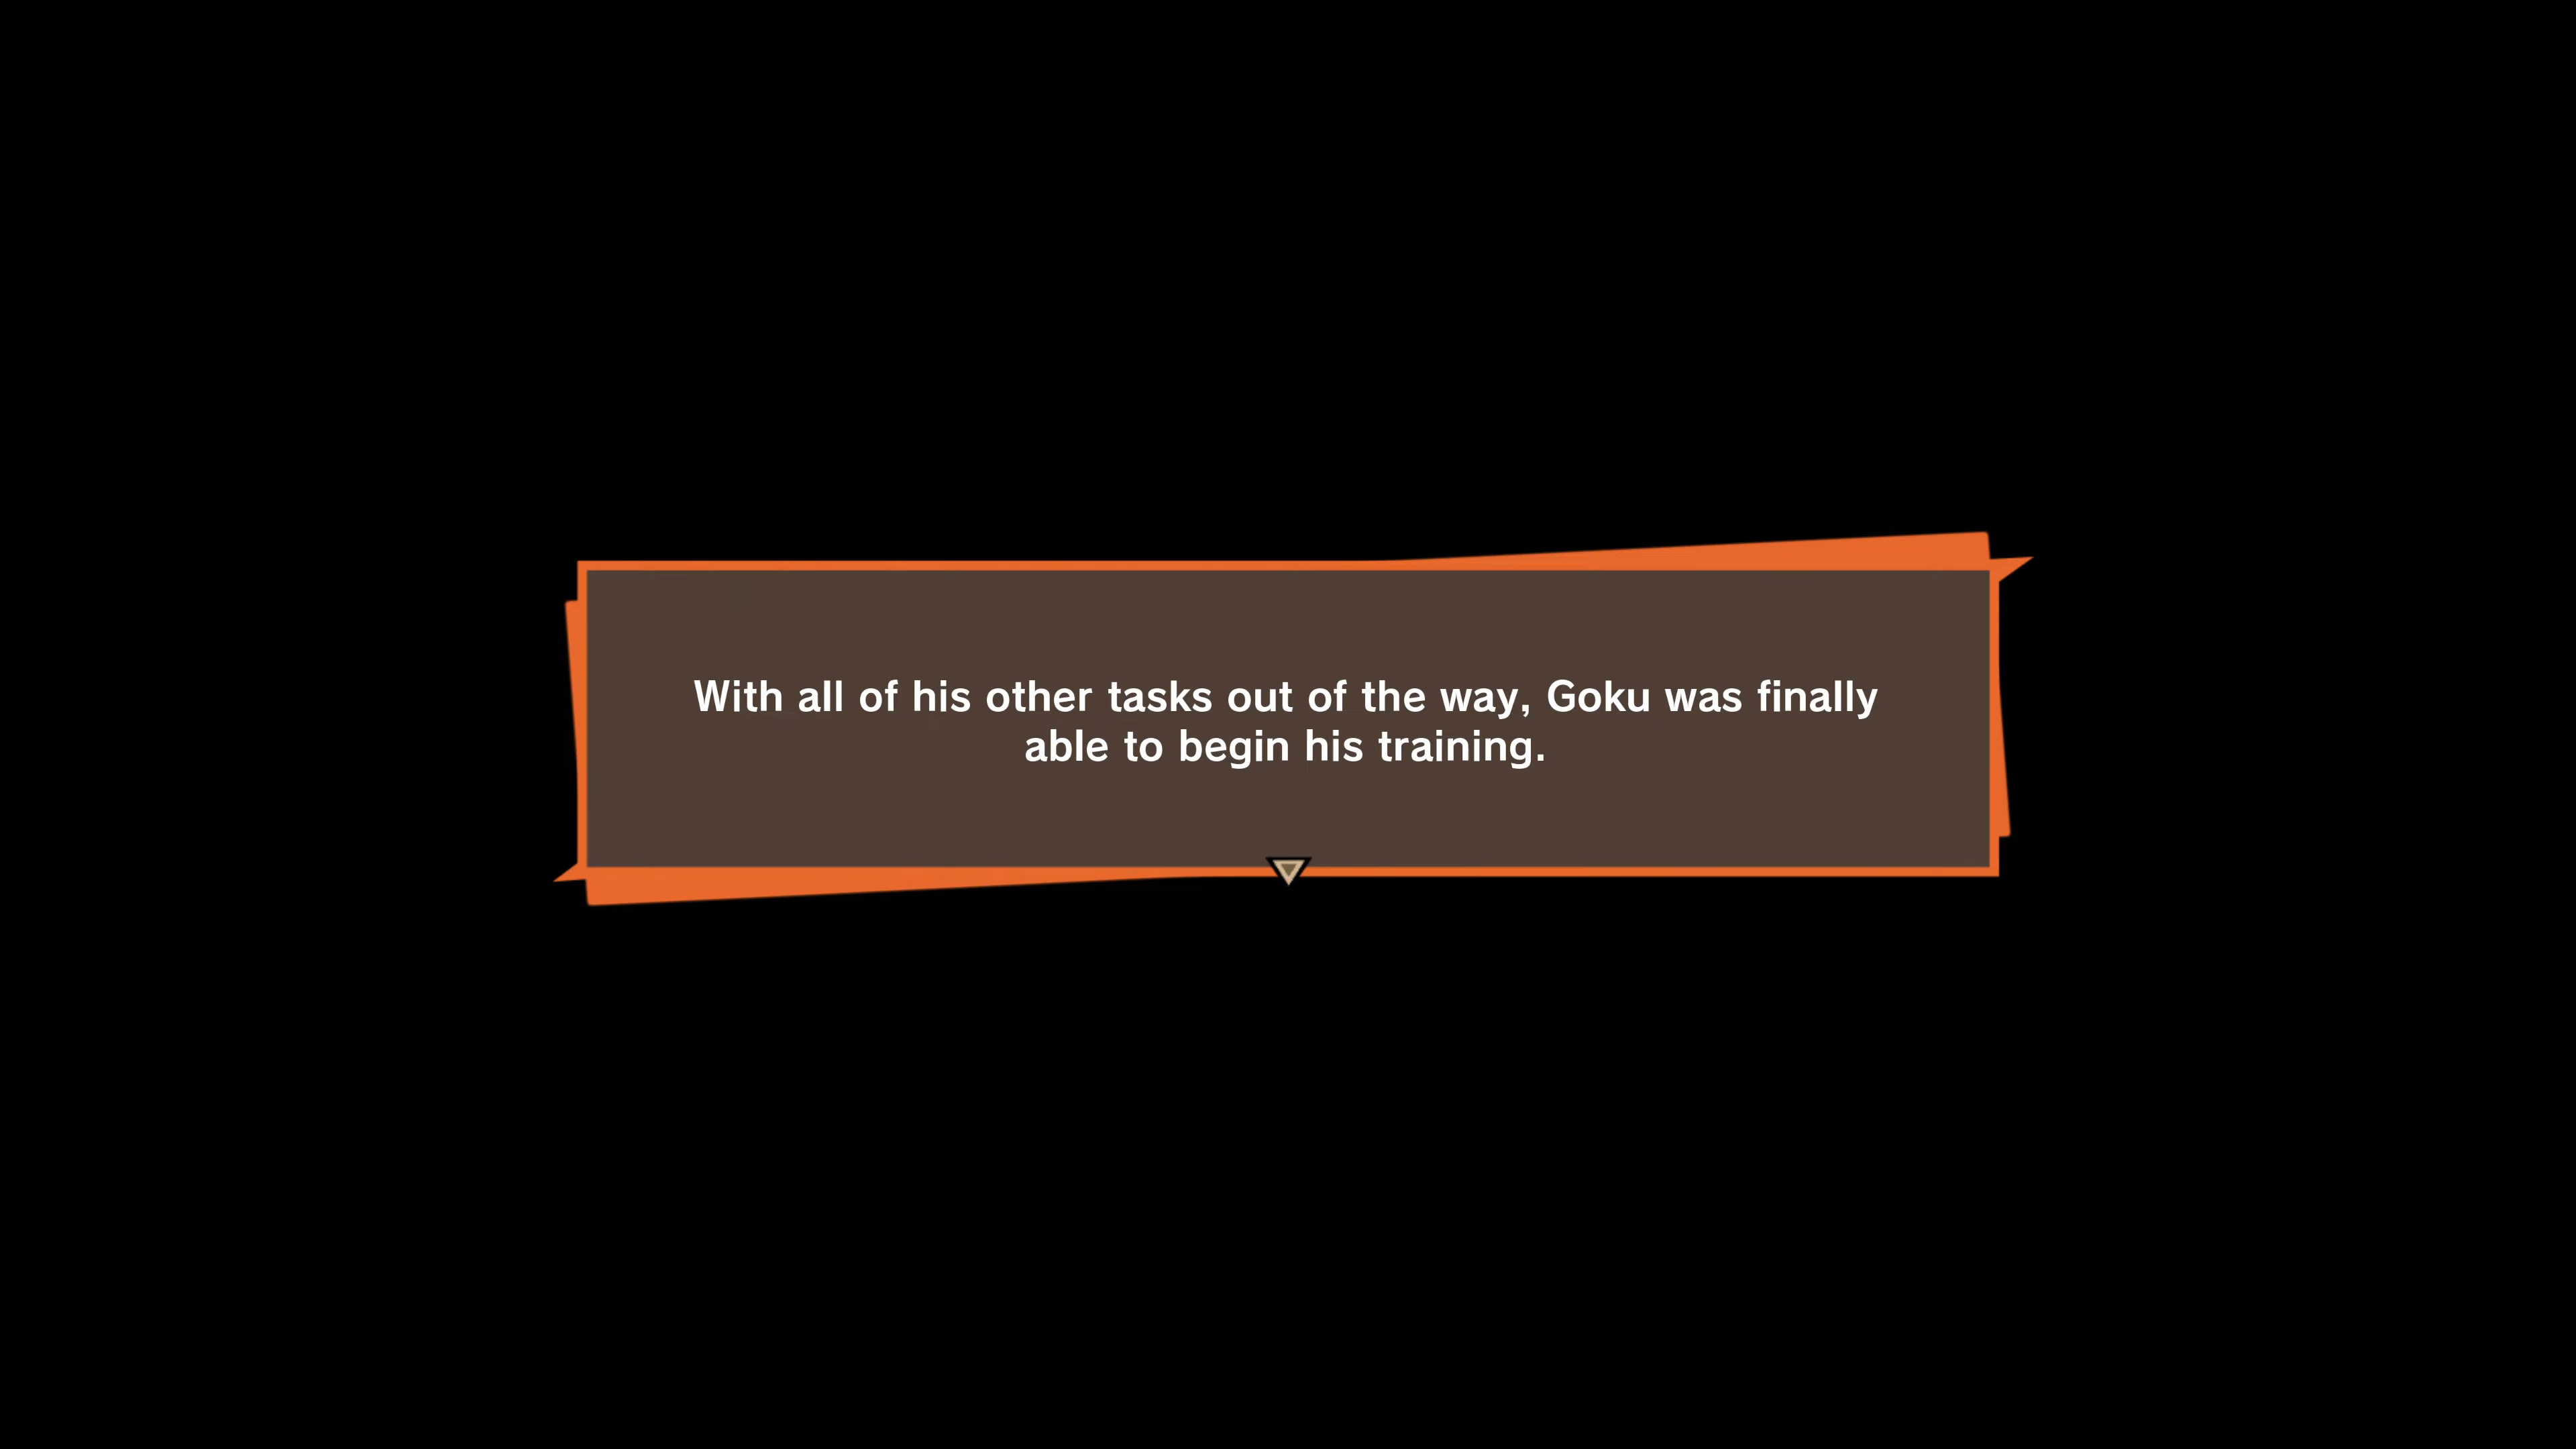 With all of his other tasks out of the way, Goku was finally
able to begin his training.